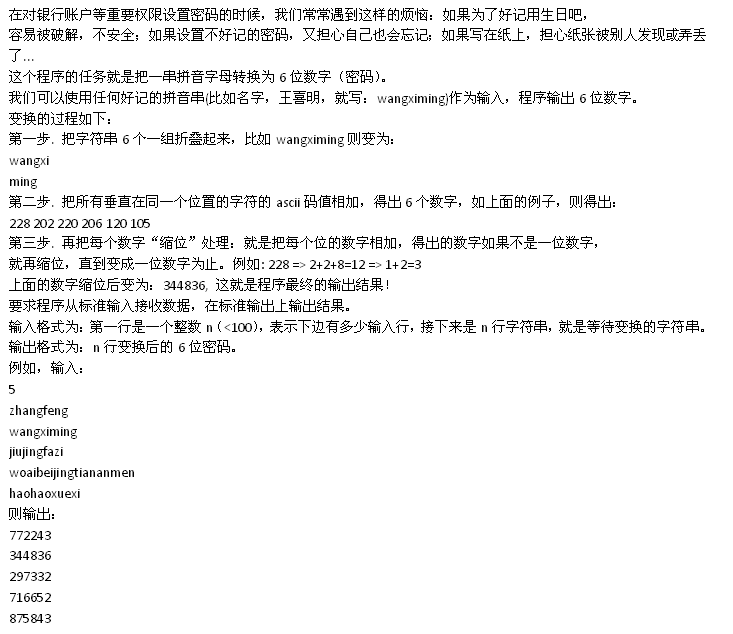 在对银行账户等重要权限设置密码的时候，我们常常遇到这样的烦恼：如果为了好记用生日吧，
容易被破解，不安全；如果设置不好记的密码，又担心自己也会忘记；如果写在纸上，担心纸张被别人发现或弄丢
了...
这个程序的任务就是把一串拼音字母转换为 6 位数字（密码）。
我们可以使用任何好记的拼音串(比如名字，王喜明，就写：wangximing)作为输入，程序输出 6 位数字。
变换的过程如下：
第一步. 把字符串 6 个一组折叠起来，比如 wangximing 则变为：
wangxi
ming
第二步. 把所有垂直在同一个位置的字符的 ascii 码值相加，得出 6 个数字，如上面的例子，则得出：
228 202 220 206 120 105
第三步. 再把每个数字“缩位”处理：就是把每个位的数字相加，得出的数字如果不是一位数字，
就再缩位，直到变成一位数字为止。例如: 228 => 2+2+8=12 => 1+2=3
上面的数字缩位后变为：344836, 这就是程序最终的输出结果！
要求程序从标准输入接收数据，在标准输出上输出结果。
输入格式为：第一行是一个整数 n（<100），表示下边有多少输入行，接下来是 n 行字符串，就是等待变换的字符串。
输出格式为：n 行变换后的 6 位密码。
例如，输入：
5
zhangfeng
wangximing
jiujingfazi
woaibeijingtiananmen
haohaoxuexi
则输出：
772243
344836
297332
716652
875843